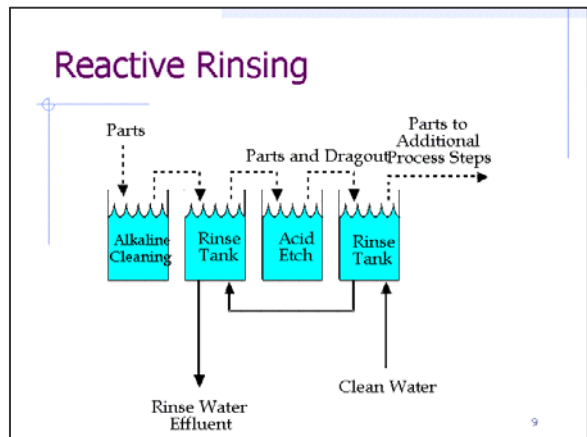 Reactive Rinsing
Parts
Parts and Dragout
Parts to
Additional
Process Steps
Alkaline
Cleaning
Rinse
Tank
Acid
Etch
Rinse
Tank
Rinse Water
Effluent
Clean Water
9